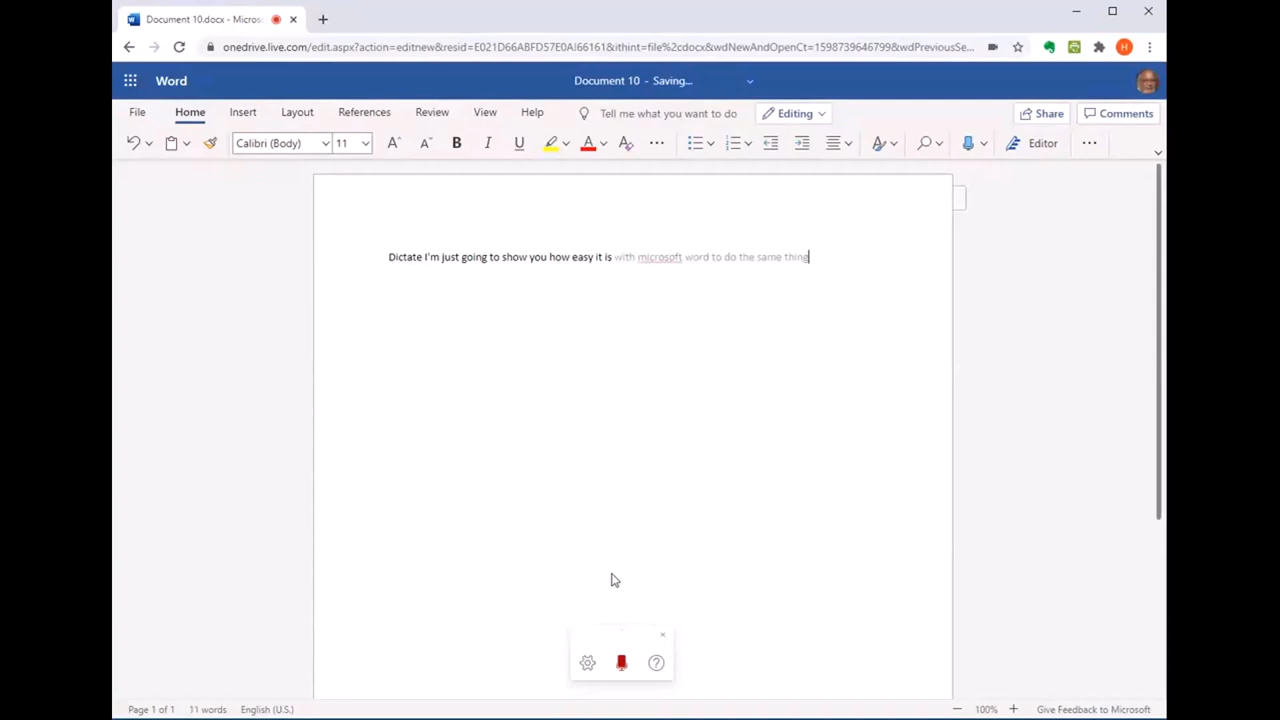 Document 10.docx - Micros
onedrive.live.com/edit.aspx?action=editnew&resid=E021D66ABFD57E0A!66161&ithint=file%2cdocx&wdNewAndOpenCt=1598739646799&wdPreviousSe...
H
Word
Document 10 - Saving...
File Home Insert Layout References Review View Help Tell me what you want to do Editing Share Comments
Calibri (Body) 11 A A B I U A A Editor
Dictate I'm just going to show you how easy it is with microsoft word to do the same thing
Page 1 of 1 11 words English (U.S.) 100% Give Feedback to Microsoft